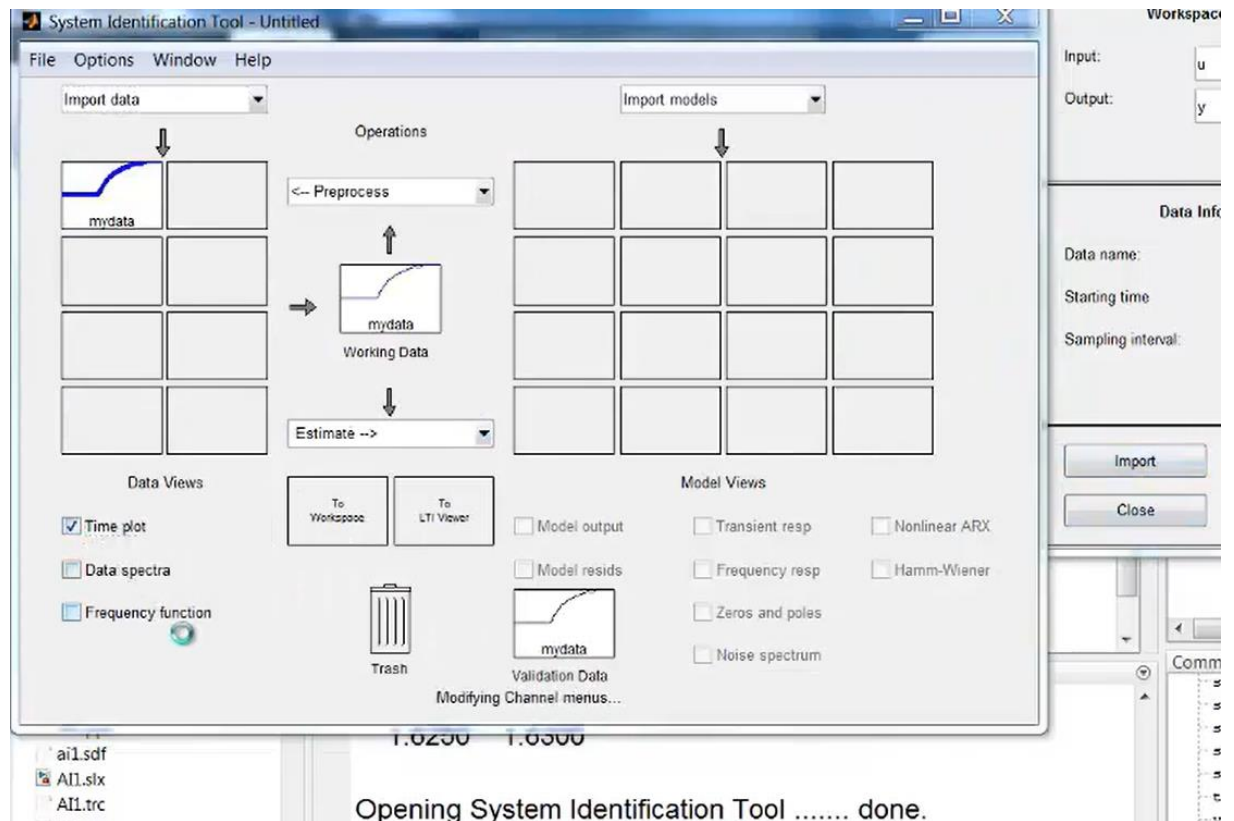 System Identification Tool - Untitled
File Options Window Help
Import data
Import models
Operations
<-- Preprocess
mydata
mydata
Working Data
Estimate -->
Data Views
To Workspace
To LTI Viewer
Model Views
Time plot
Data spectra
Frequency function
Model output
Transient resp
Nonlinear ARX
Model resids
Frequency resp
Hamm-Wiener
Zeros and poles
Noise spectrum
Trash
mydata
Validation Data
Modifying Channel menus...
Workspace
Input:
u
Output:
y
Data Info
Data name:
Starting time
Sampling interval:
Import
Close
Comm
ai1.sdf
AI1.slx
AI1.trc
1.6250 1.6300
Opening System Identification Tool ....... done.